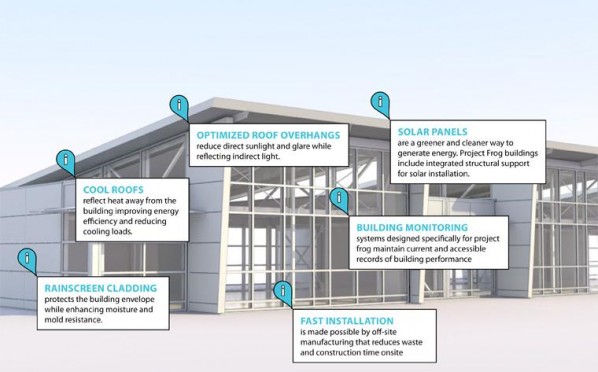 OPTIMIZED ROOF OVERHANGS
reduce direct sunlight and glare while
reflecting indirect light.
SOLAR PANELS
are a greener and cleaner way to
generate energy. Project Frog buildings
include integrated structural support
for solar installation.
COOL ROOFS
reflect heat away from the
building improving energy
efficiency and reducing
cooling loads.
BUILDING MONITORING
systems designed specifically for project
frog maintain current and accessible
records of building performance
RAINSCREEN CLADDING
protects the building envelope
while enhancing moisture and
mold resistance.
FAST INSTALLATION
is made possible by off-site
manufacturing that reduces waste
and construction time onsite